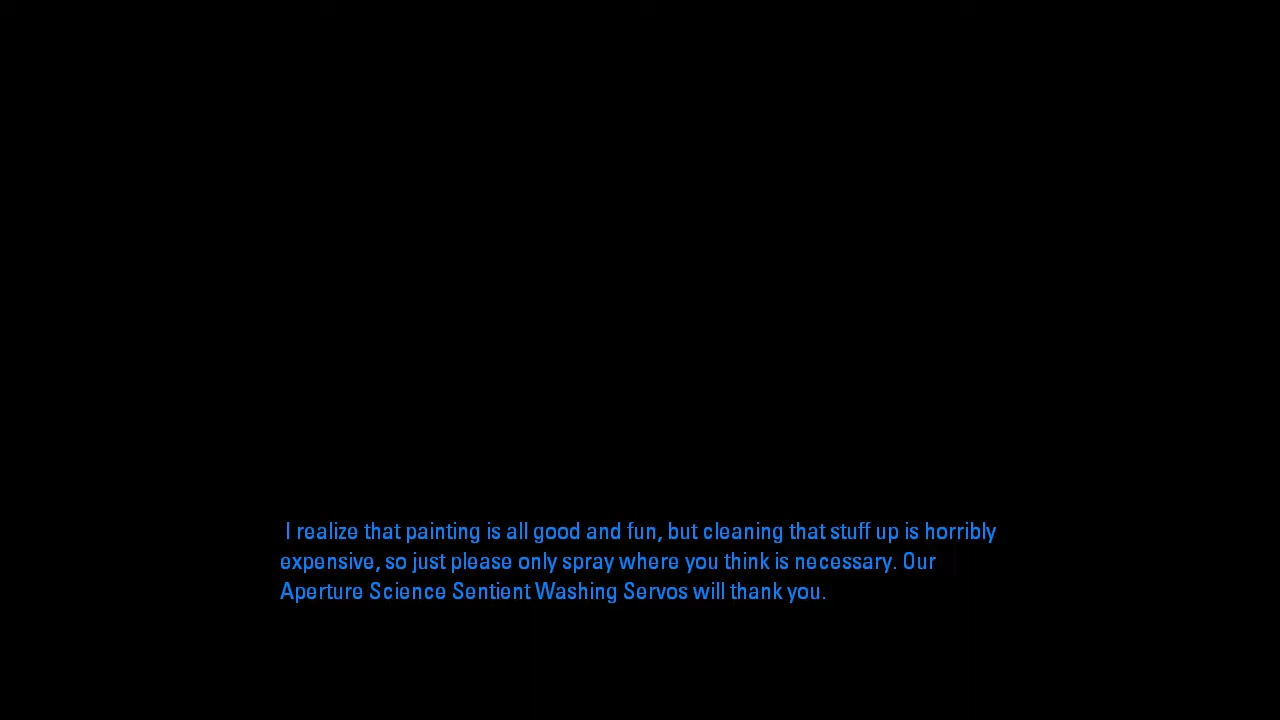 I realize that painting is all good and fun, but cleaning that stuff up is horribly
expensive, so just please only spray where you think is necessary. Our
Aperture Science Sentient Washing Servos will thank you.